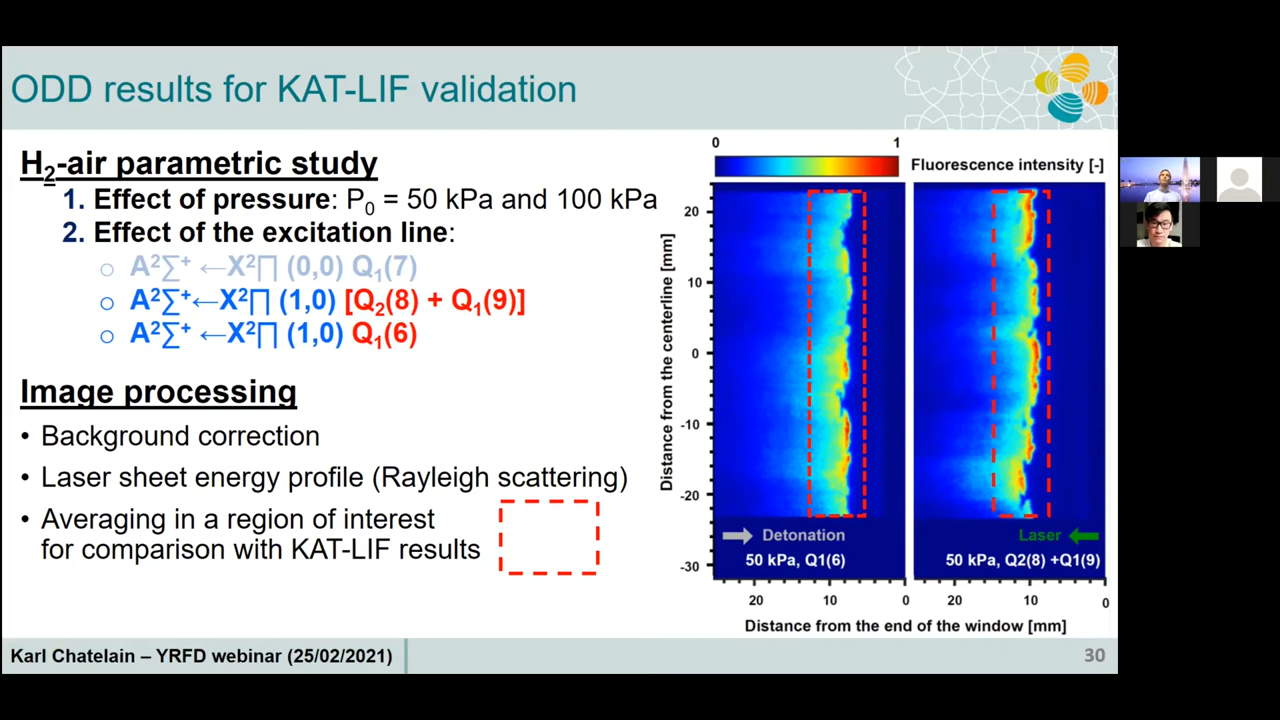 ODD results for KAT-LIF validation
H₂-air parametric study
1. Effect of pressure: P₀ = 50 kPa and 100 kPa
2. Effect of the excitation line:
○ A²∑⁺ ←X²∏ (0,0) Q₁(7)
○ A²∑⁺←X²∏ (1,0) [Q₂(8) + Q₁(9)]
○ A²∑⁺ ←X²∏ (1,0) Q₁(6)
Image processing
• Background correction
• Laser sheet energy profile (Rayleigh scattering)
• Averaging in a region of interest
for comparison with KAT-LIF results
0 1
Fluorescence intensity [-]
Distance from the centerline [mm]
20
10
0
-10
-20
-30
Detonation
50 kPa, Q1(6)
Laser
50 kPa, Q2(8) +Q1(9)
20 10 0
20 10 0
Distance from the end of the window [mm]
Karl Chatelain – YRFD webinar (25/02/2021)
30